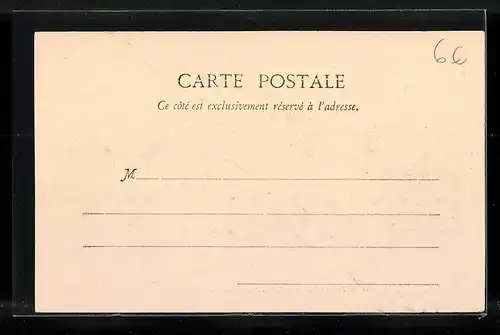 66
CARTE POSTALE
Ce côté est exclusivement réservé à l'adresse.
M